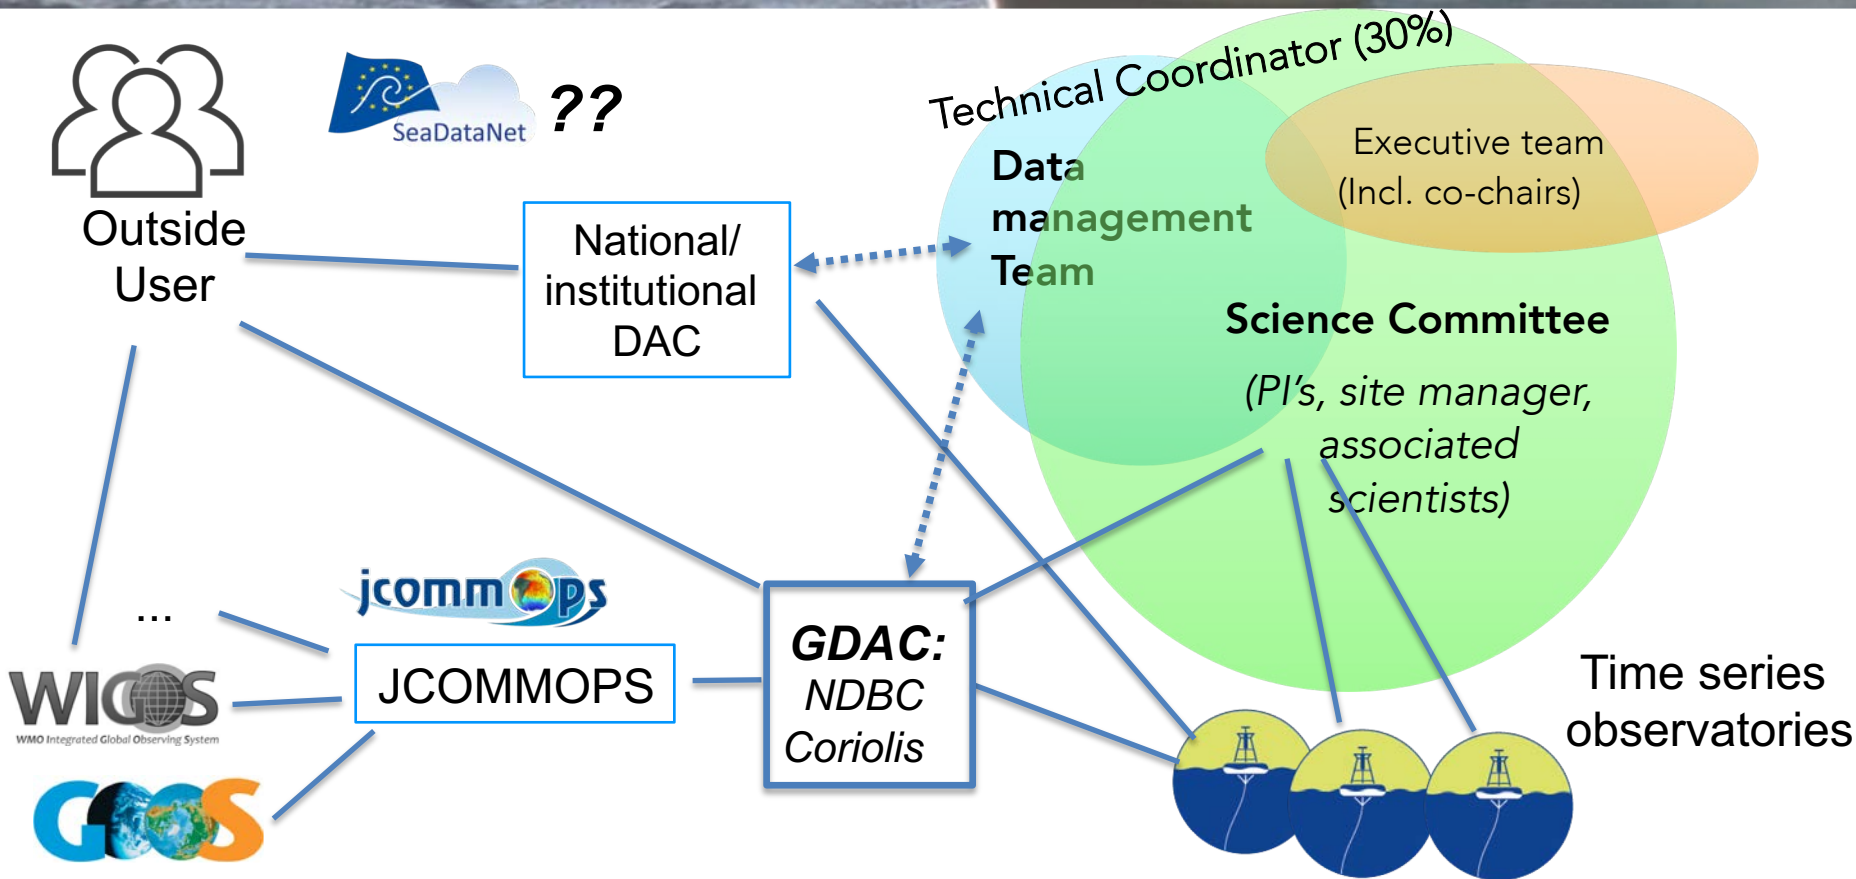 Technical Coordinator (30%)
SeaDataNet
??
Outside
User
National/
institutional
DAC
Data
management
Team
Executive team
(Incl. co-chairs)
Science Committee
(PI's, site manager,
associated
scientists)
...
jcommops
JCOMMOPS
WIGOS
WMO Integrated Global Observing System
GOOS
GDAC:
NDBC
Coriolis
Time series
observatories